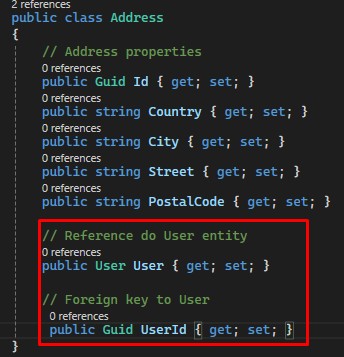 2 references
public class Address
{
// Address properties
0 references
public Guid Id { get; set; }
0 references
public string Country { get; set; }
0 references
public string City { get; set; }
0 references
public string Street { get; set; }
0 references
public string PostalCode { get; set; }
// Reference do User entity
0 references
public User User { get; set; }
// Foreign key to User
0 references
public Guid UserId { get; set; }
}